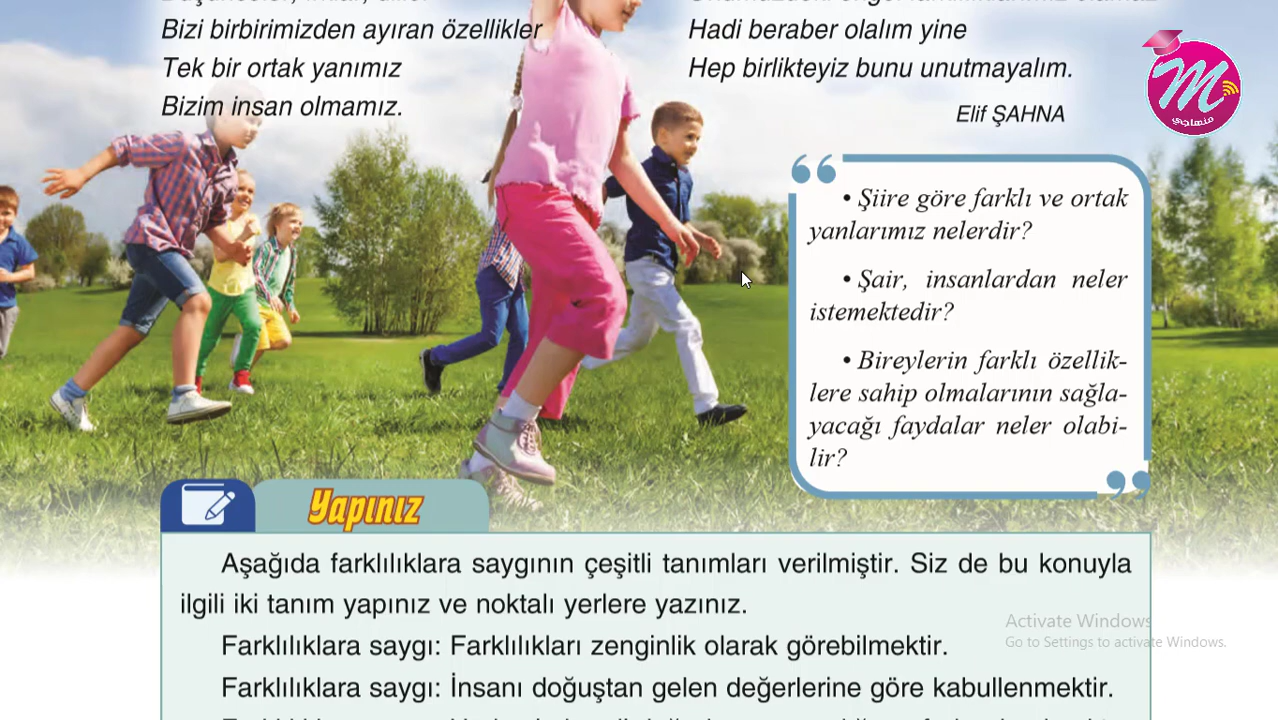 Bizi birbirimizden ayıran özellikler
Tek bir ortak yanımız
Bizim insan olmamız.
Hadi beraber olalım yine
Hep birlikteyiz bunu unutmayalım.
Elif ŞAHNA
منهاجي
• Şiire göre farklı ve ortak
yanlarımız nelerdir?
• Şair, insanlardan neler
istemektedir?
• Bireylerin farklı özellik-
lere sahip olmalarının sağla-
yacağı faydalar neler olabi-
lir?
Yapınız
Aşağıda farklılıklara saygının çeşitli tanımları verilmiştir. Siz de bu konuyla
ilgili iki tanım yapınız ve noktalı yerlere yazınız.
Farklılıklara saygı: Farklılıkları zenginlik olarak görebilmektir.
Farklılıklara saygı: İnsanı doğuştan gelen değerlerine göre kabullenmektir.
Activate Windows
Go to Settings to activate Windows.